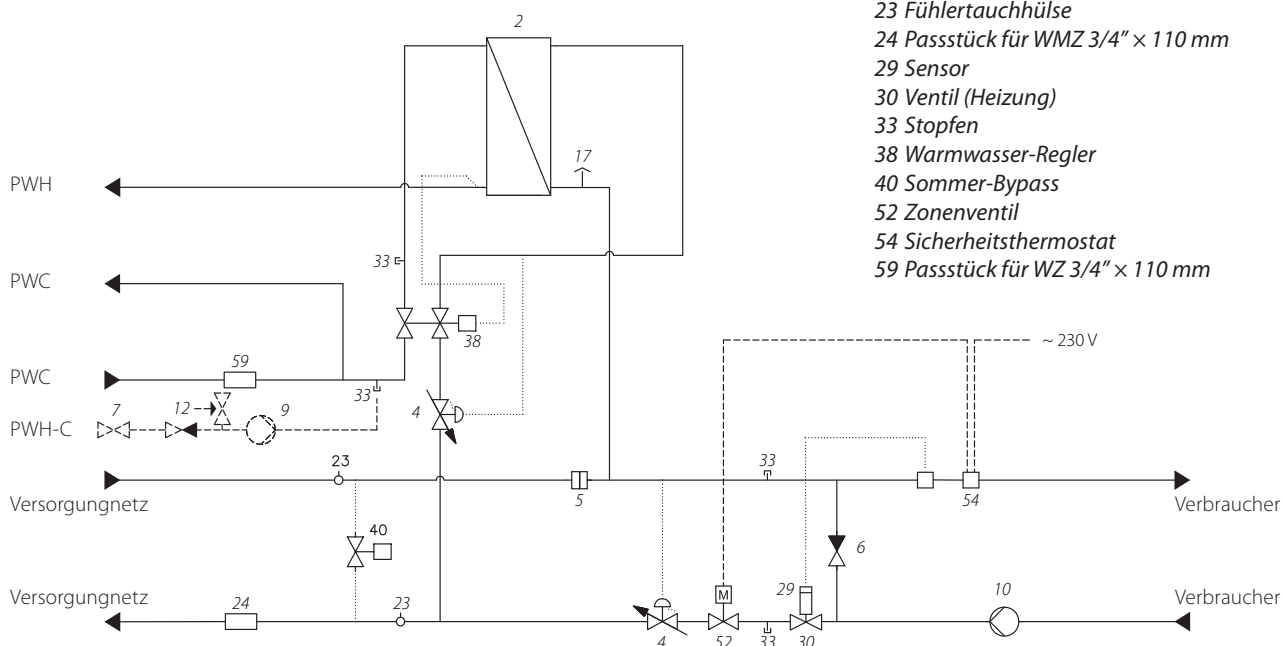 23 Fühlertauchhülse
24 Passstück für WMZ 3/4″ × 110 mm
29 Sensor
30 Ventil (Heizung)
33 Stopfen
38 Warmwasser-Regler
40 Sommer-Bypass
52 Zonenventil
54 Sicherheitsthermostat
59 Passstück für WZ 3/4″ × 110 mm
2
17
PWH
33
PWC
38
~ 230 V
59
PWC
33
7
12
9
4
PWH-C
23
33
5
54
Versorgungnetz
Verbraucher
40
6
Versorgungnetz
24
23
29
M
10
Verbraucher
4
52
33
30